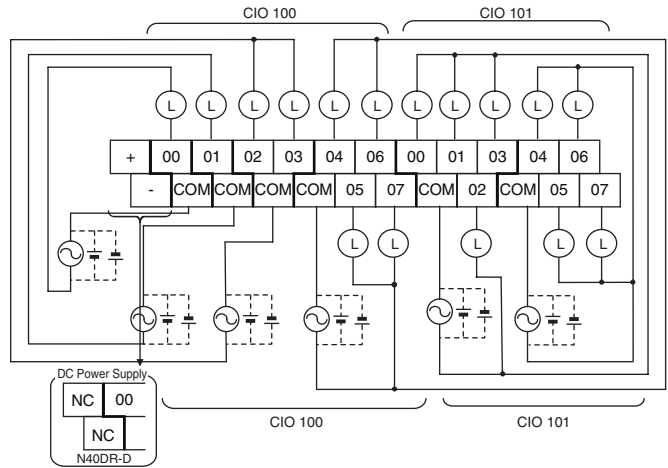 CIO 100 CIO 101
L L L L L L L L L L L
+ 00 01 02 03 04 06 00 01 03 04 06
- COM COM COM COM 05 07 COM 02 COM 05 07
L L L L L
DC Power Supply
NC 00
NC
N40DR-D
CIO 100 CIO 101